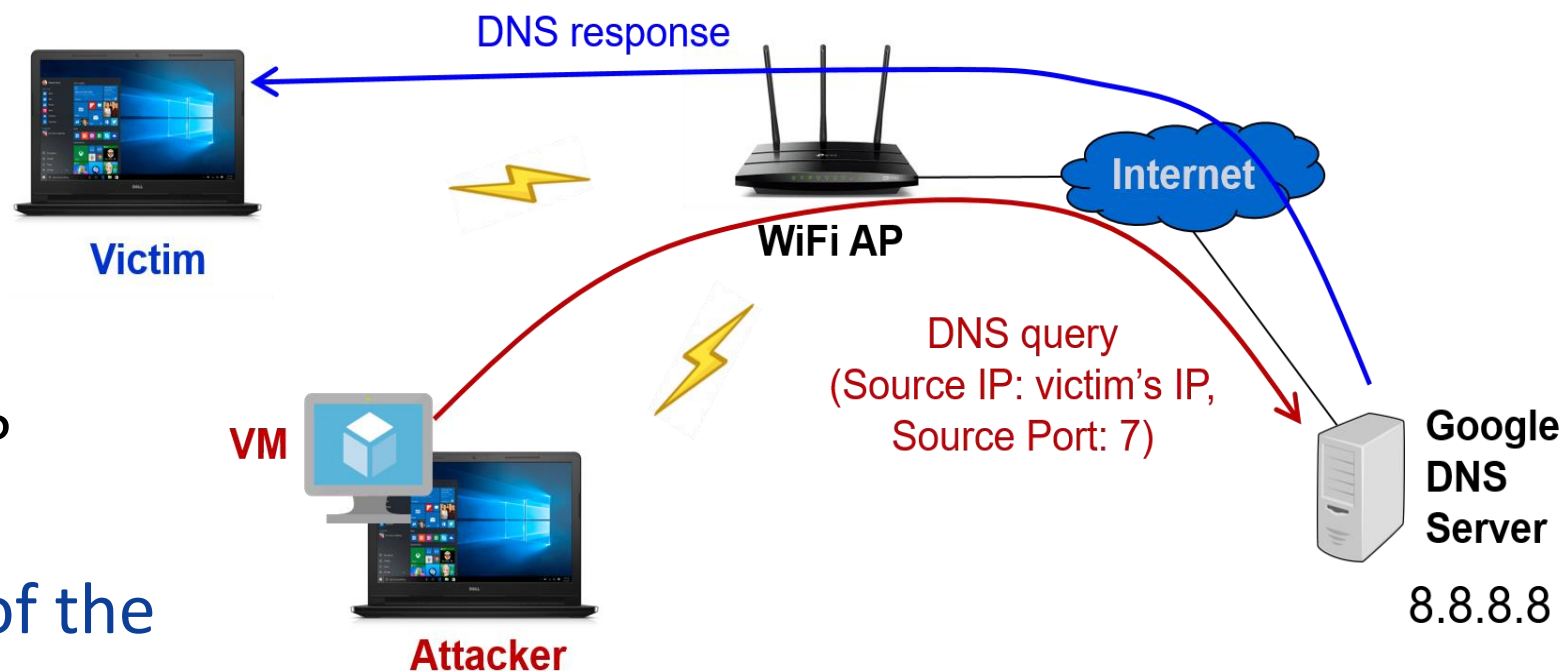 DNS response
Internet
Victim
WiFi AP
DNS query
(Source IP: victim's IP,
Source Port: 7)
VM
Google
DNS
Server
8.8.8.8
of the
Attacker